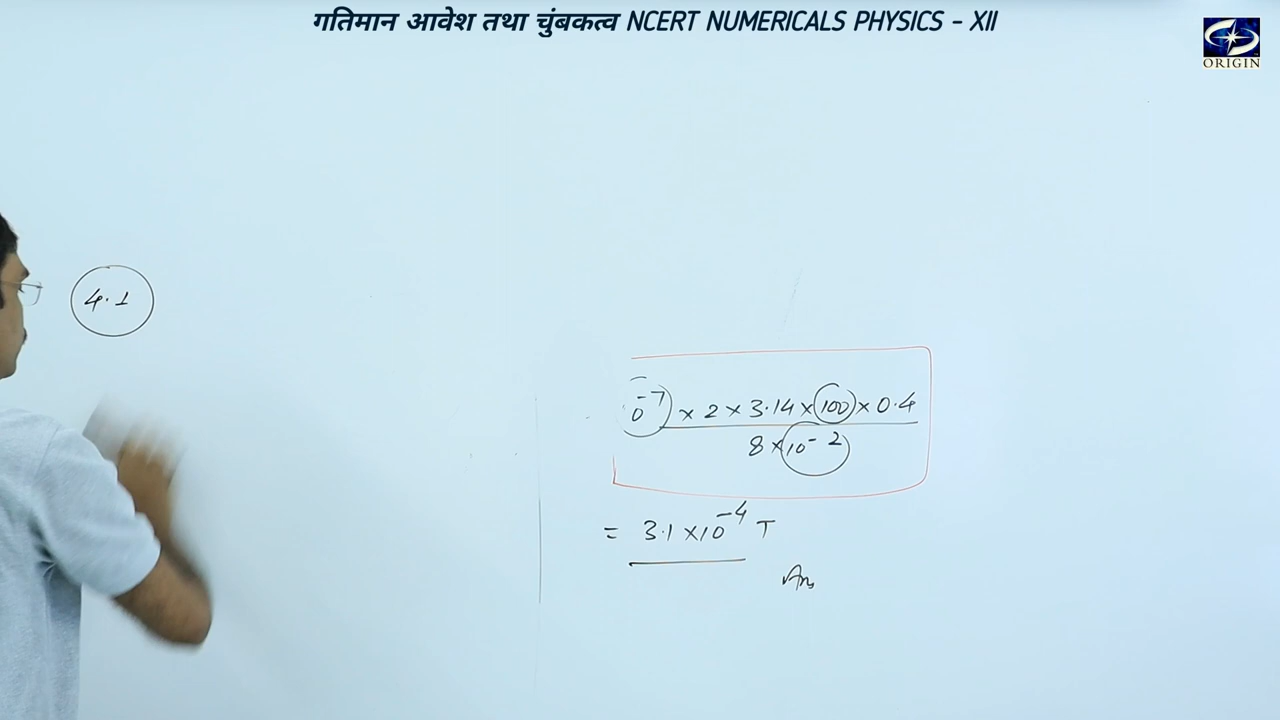 गतिमान आवेश तथा चुंबकत्व NCERT NUMERICALS PHYSICS - XII
ORIGIN
4.1
0⁻⁷) × 2 × 3.14 × 100 × 0.4
8 × 10⁻²
= 3.1 × 10⁻⁴ T
Ans